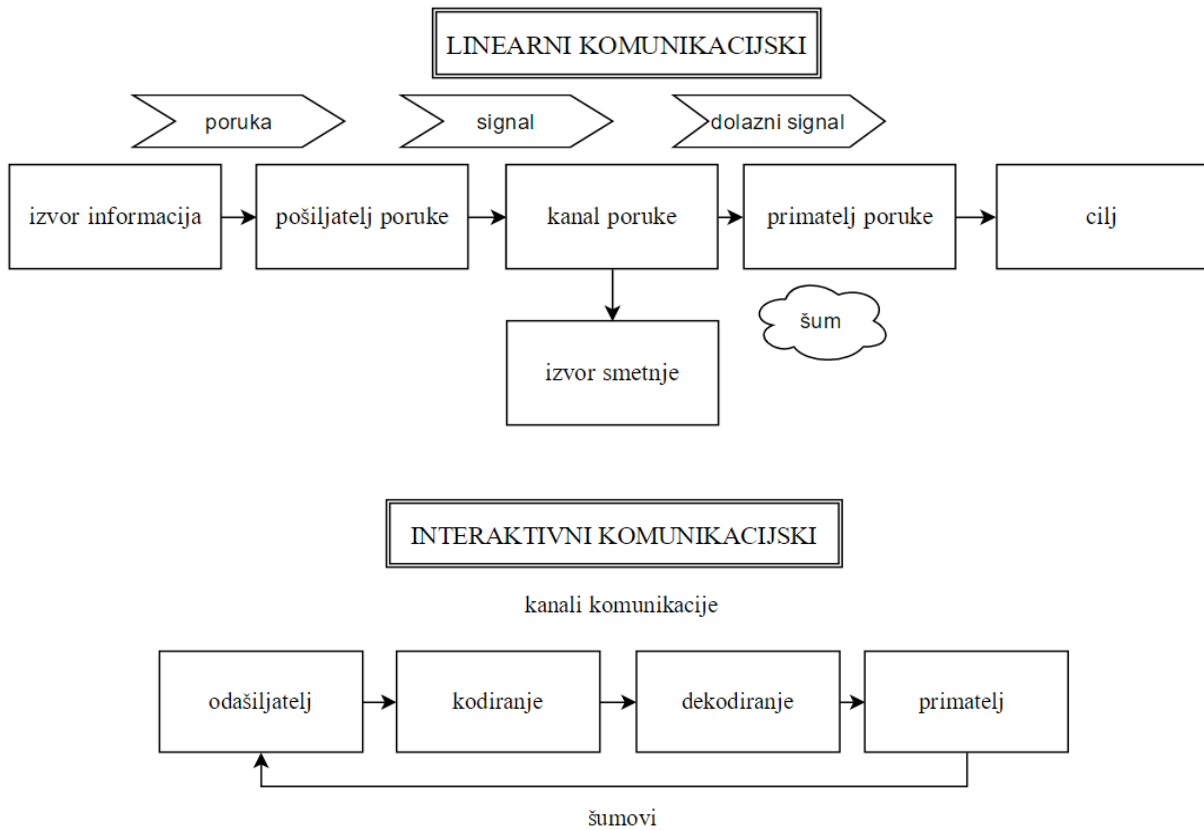 LINEARNI KOMUNIKACIJSKI
poruka
signal
dolazni signal
izvor informacija
pošiljatelj poruke
kanal poruke
primatelj poruke
cilj
šum
izvor smetnje
INTERAKTIVNI KOMUNIKACIJSKI
kanali komunikacije
odašiljatelj
kodiranje
dekodiranje
primatelj
šumovi